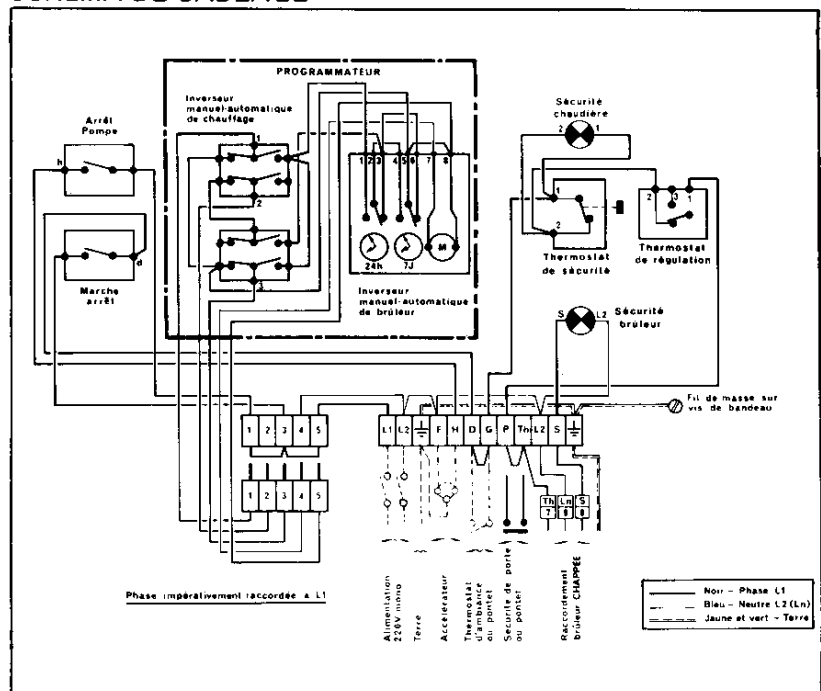 PROGRAMMATEUR
Inverseur
manuel-automatique
de chauffage
Arrêt
Pompe
h
Marche
arrêt
d
1
2
3
1 2 3 4 5 6 7 8
24h
7J
M
Inverseur
manuel-automatique
de brûleur
Sécurité
chaudière
2 1
1
2
Thermostat
de sécurité
2 3 1
Thermostat
de régulation
S L2
Sécurité
brûleur
Fil de masse sur
vis de bandeau
1 2 3 4 5
L1 L2 F H D G P Th L2 S
1 2 3 4 5
Th Ln S
7 9 8
Phase impérativement raccordée à L1
Alimentation
220V mono
Terre
Accélérateur
Thermostat
d'ambiance
ou pontet
Sécurité de porte
ou pontet
Raccordement
brûleur CHAPPÉE
Noir - Phase L1
Bleu - Neutre L2 (Ln)
Jaune et vert - Terre